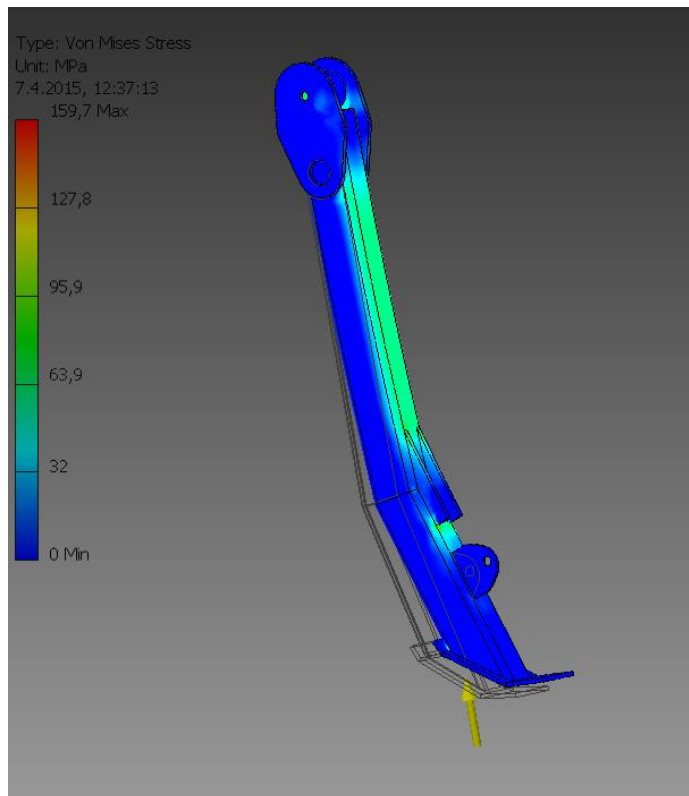 Type: Von Mises Stress
Unit: MPa
7.4.2015, 12:37:13
159,7 Max
127,8
95,9
63,9
32
0 Min